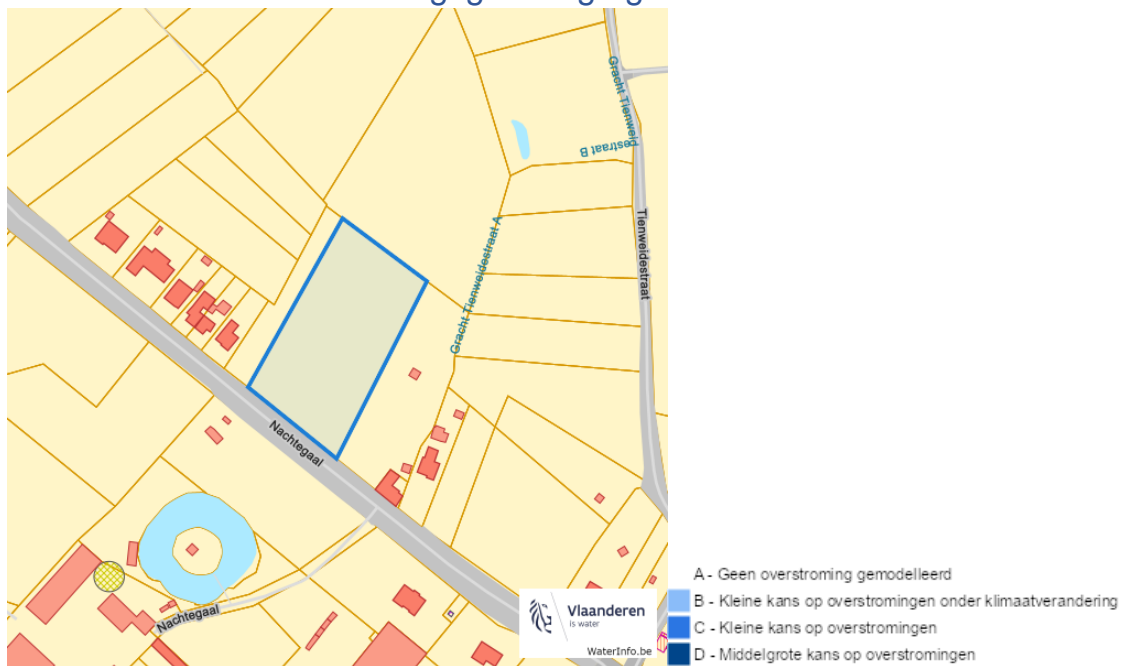 Gracht Tienweid
estraat B
Gracht Tienweidestraat A
Tienweidestraat
Nachtegaal
Nachtegaal
Vlaanderen
is water
WaterInfo.be
A - Geen overstroming gemodelleerd
B - Kleine kans op overstromingen onder klimaatverandering
C - Kleine kans op overstromingen
D - Middelgrote kans op overstromingen